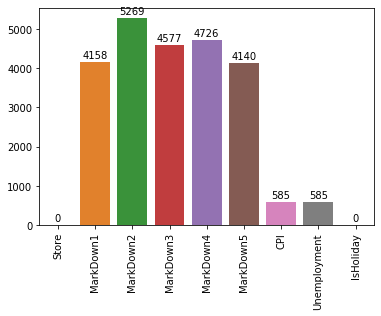 5269
4726
4577
4158
4140
585
585
0
0
5000
4000
3000
2000
1000
0
Store
MarkDown1
MarkDown2
MarkDown3
MarkDown4
MarkDown5
CPI
Unemployment
IsHoliday